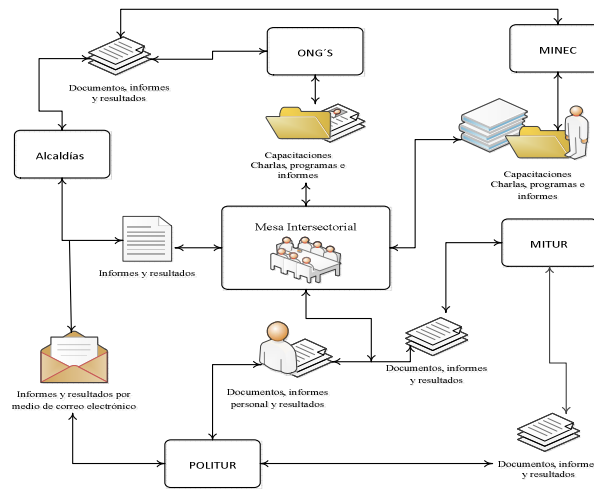 ONG´S
MINEC
Documentos, informes
y resultados
Alcaldías
Capacitaciones
Charlas, programas e
informes
Capacitaciones
Charlas, programas e
informes
Mesa Intersectorial
MITUR
Informes y resultados
Documentos, informes
y resultados
Informes y resultados por
medio de correo electrónico
Documentos, informes
personal y resultados
POLITUR
Documentos, informes
y resultados